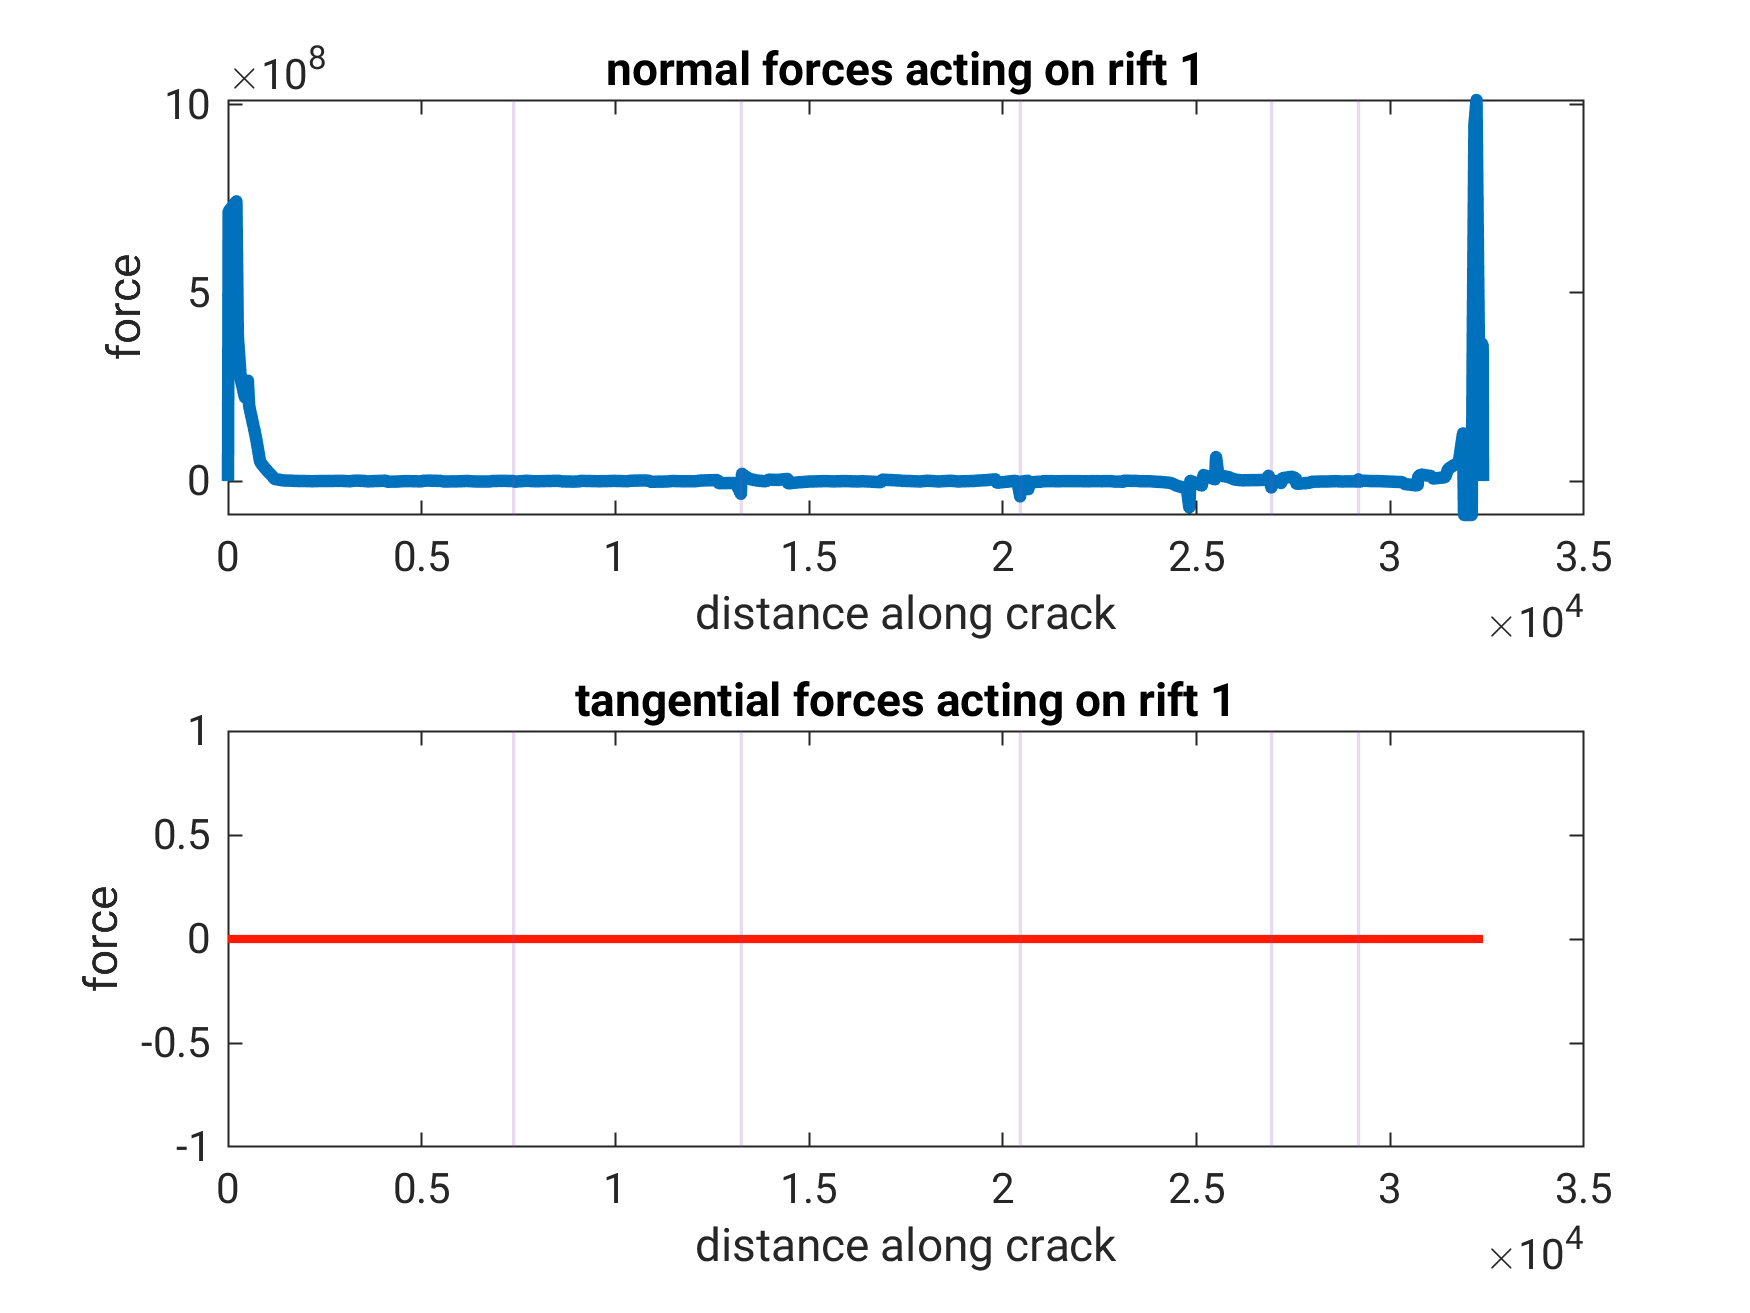 ×10^8
normal forces acting on rift 1
10
5
0
force
0 0.5 1 1.5 2 2.5 3 3.5
distance along crack
×10^4
tangential forces acting on rift 1
1
0.5
0
-0.5
-1
force
0 0.5 1 1.5 2 2.5 3 3.5
distance along crack
×10^4